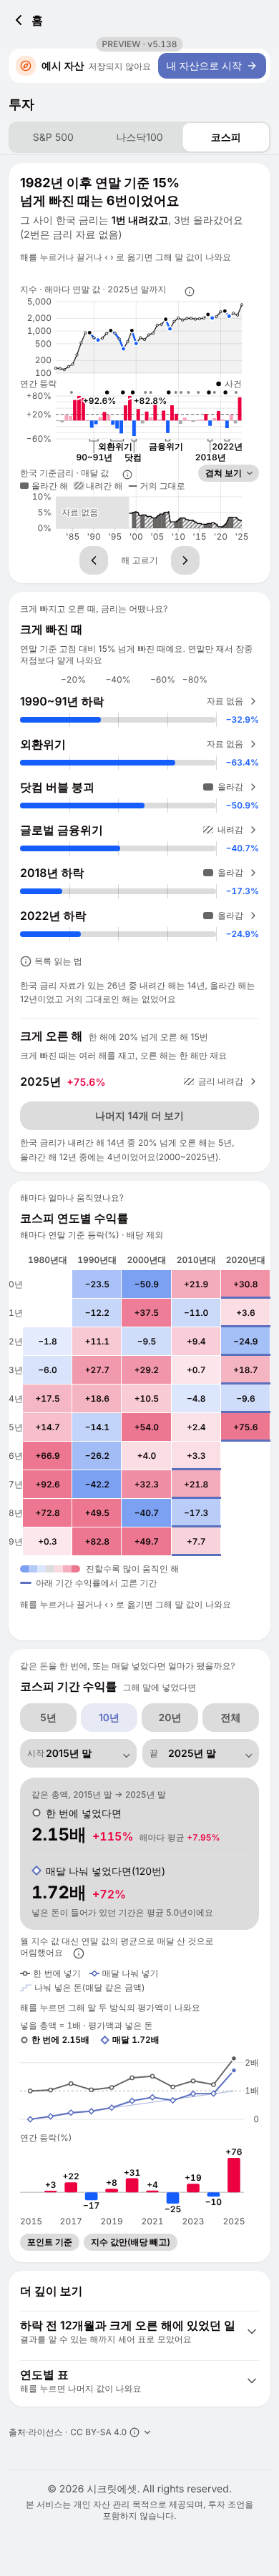 홈
PREVIEW · v5.138
예시 자산 저장되지 않아요
내 자산으로 시작
투자
S&P 500 나스닥100 코스피
1982년 이후 연말 기준 15%
넘게 빠진 때는 6번이었어요
그 사이 한국 금리는 1번 내려갔고, 3번 올라갔어요
(2번은 금리 자료 없음)
해를 누르거나 끌거나 ‹ › 로 옮기면 그해 말 값이 나와요
지수 · 해마다 연말 값 · 2025년 말까지
5,000
2,000
1,000
500
200
100
연간 등락 사건
+80%
+92.6% +82.8%
+20%
−60%
외환위기 금융위기 2022년
90~91년 닷컴 2018년
한국 기준금리 · 매달 값
겹쳐 보기
올라간 해 내려간 해 거의 그대로
10%
5%
0%
자료 없음
'85 '90 '95 '00 '05 '10 '15 '20 '25
해 고르기
크게 빠지고 오른 때, 금리는 어땠나요?
크게 빠진 때
연말 기준 고점 대비 15% 넘게 빠진 때예요. 연말만 재서 장중
저점보다 얕게 나와요
−20% −40% −60% −80%
1990~91년 하락 자료 없음
−32.9%
외환위기 자료 없음
−63.4%
닷컴 버블 붕괴 올라감
−50.9%
글로벌 금융위기 내려감
−40.7%
2018년 하락 올라감
−17.3%
2022년 하락 올라감
−24.9%
목록 읽는 법
한국 금리 자료가 있는 26년 중 내려간 해는 14년, 올라간 해는
12년이었고 거의 그대로인 해는 없었어요
크게 오른 해 한 해에 20% 넘게 오른 해 15번
크게 빠진 때는 여러 해를 재고, 오른 해는 한 해만 재요
2025년 +75.6% 금리 내려감
나머지 14개 더 보기
한국 금리가 내려간 해 14년 중 20% 넘게 오른 해는 5년,
올라간 해 12년 중에는 4년이었어요(2000~2025년).
해마다 얼마나 움직였나요?
코스피 연도별 수익률
해마다 연말 기준 등락(%) · 배당 제외
1980년대 1990년대 2000년대 2010년대 2020년대
0년 −23.5 −50.9 +21.9 +30.8
1년 −12.2 +37.5 −11.0 +3.6
2년 −1.8 +11.1 −9.5 +9.4 −24.9
3년 −6.0 +27.7 +29.2 +0.7 +18.7
4년 +17.5 +18.6 +10.5 −4.8 −9.6
5년 +14.7 −14.1 +54.0 +2.4 +75.6
6년 +66.9 −26.2 +4.0 +3.3
7년 +92.6 −42.2 +32.3 +21.8
8년 +72.8 +49.5 −40.7 −17.3
9년 +0.3 +82.8 +49.7 +7.7
진할수록 많이 움직인 해
아래 기간 수익률에서 고른 기간
해를 누르거나 끌거나 ‹ › 로 옮기면 그해 말 값이 나와요
같은 돈을 한 번에, 또는 매달 넣었다면 얼마가 됐을까요?
코스피 기간 수익률 그해 말에 넣었다면
5년 10년 20년 전체
시작 2015년 말 끝 2025년 말
같은 총액, 2015년 말 → 2025년 말
한 번에 넣었다면
2.15배 +115% 해마다 평균 +7.95%
매달 나눠 넣었다면(120번)
1.72배 +72%
넣은 돈이 들어가 있던 기간은 평균 5.0년이에요
월 지수 값 대신 연말 값의 평균으로 매달 산 것으로
어림했어요
한 번에 넣기 매달 나눠 넣기
나눠 넣은 돈(매달 같은 금액)
해를 누르면 그해 말 두 방식의 평가액이 나와요
넣을 총액 = 1배 · 평가액과 넣은 돈
한 번에 2.15배 매달 1.72배
2배
1배
0
연간 등락(%)
+3 +22 −17 +8 +31 +4 −25 +19 −10 +76
2015 2017 2019 2021 2023 2025
포인트 기준 지수 값만(배당 빼고)
더 깊이 보기
하락 전 12개월과 크게 오른 해에 있었던 일
결과를 알 수 있는 해까지 세어 표로 모았어요
연도별 표
해를 누르면 나머지 값이 나와요
출처·라이선스 · CC BY-SA 4.0
© 2026 시크릿에셋. All rights reserved.
본 서비스는 개인 자산 관리 목적으로 제공되며, 투자 조언을
포함하지 않습니다.